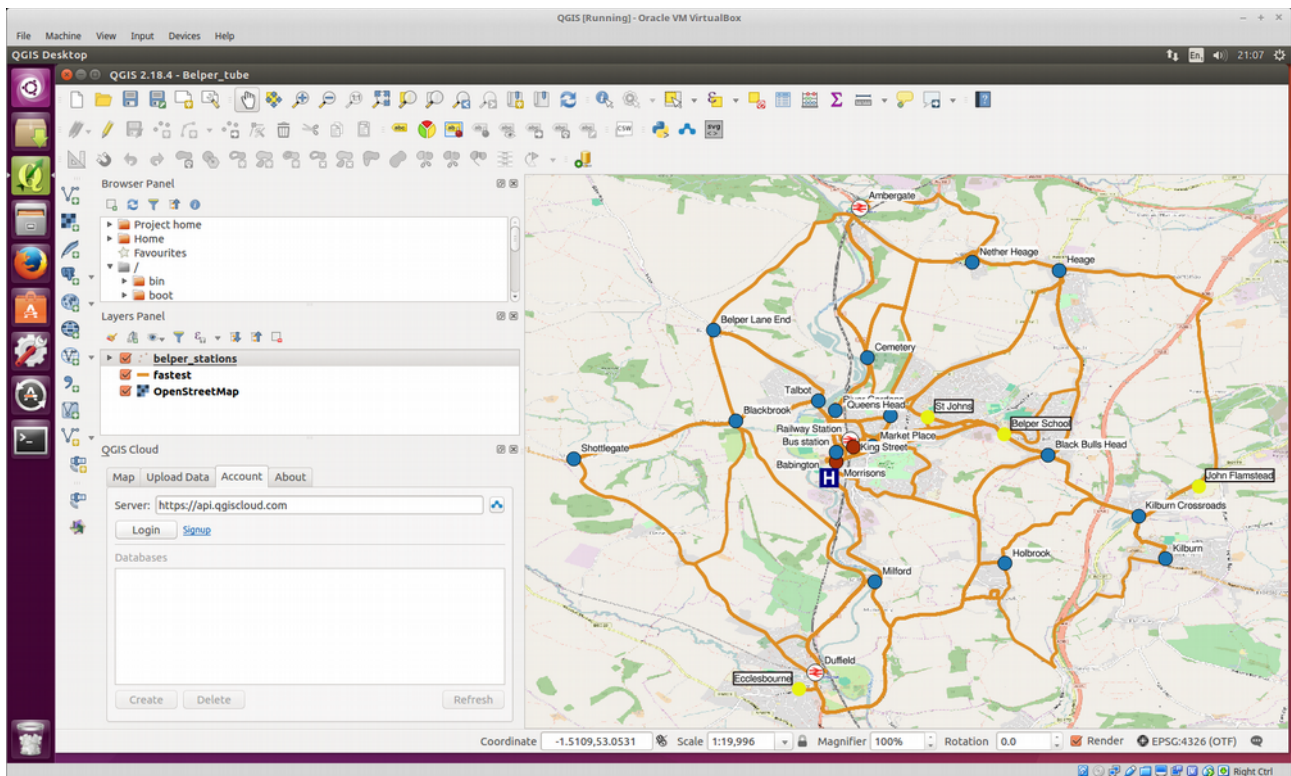 QGIS [Running] - Oracle VM VirtualBox
File Machine View Input Devices Help
QGIS Desktop
En
21:07
QGIS 2.18.4 - Belper_tube
CSW
svg
Browser Panel
Project home
Home
Favourites
/
bin
boot
Layers Panel
belper_stations
fastest
OpenStreetMap
QGIS Cloud
Map Upload Data Account About
Server: https://api.qgiscloud.com
Login Signup
Databases
Create Delete Refresh
Ambergate
Nether Heage
Heage
Belper Lane End
Cemetery
Talbot
Queens Head
St Johns
Blackbrook
Belper School
Railway Station
Market Place
Bus station
King Street
Black Bulls Head
Shottlegate
Babington
Morrisons
H
John Flamstead
Kilburn Crossroads
Holbrook
Kilburn
Milford
Duffield
Ecclesbourne
Coordinate -1.5109,53.0531 Scale 1:19,996 Magnifier 100% Rotation 0.0 Render EPSG:4326 (OTF)
Right Ctrl